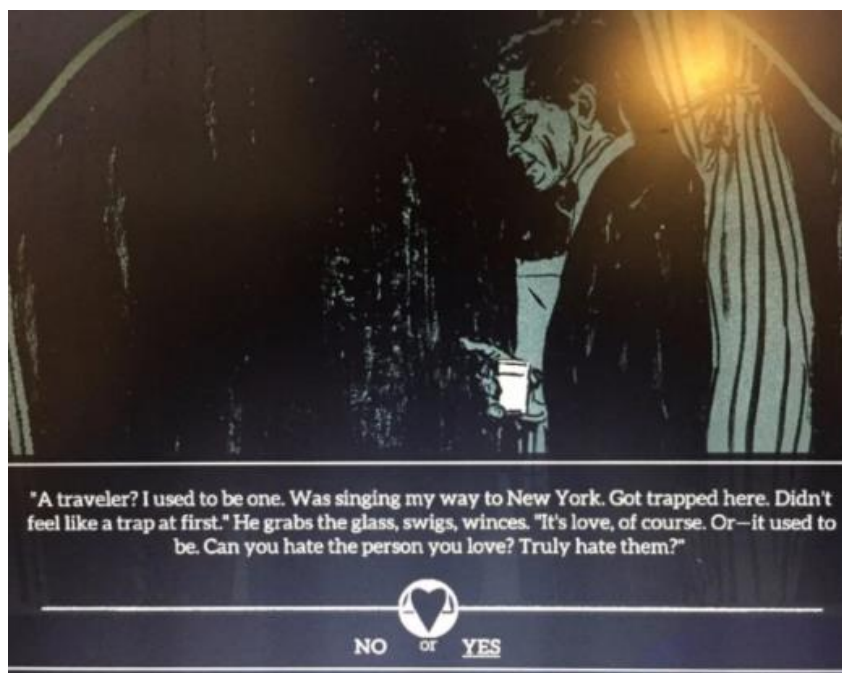 "A traveler? I used to be one. Was singing my way to New York. Got trapped here. Didn't
feel like a trap at first." He grabs the glass, swigs, winces. "It's love, of course. Or—it used to
be. Can you hate the person you love? Truly hate them?"
NO or YES